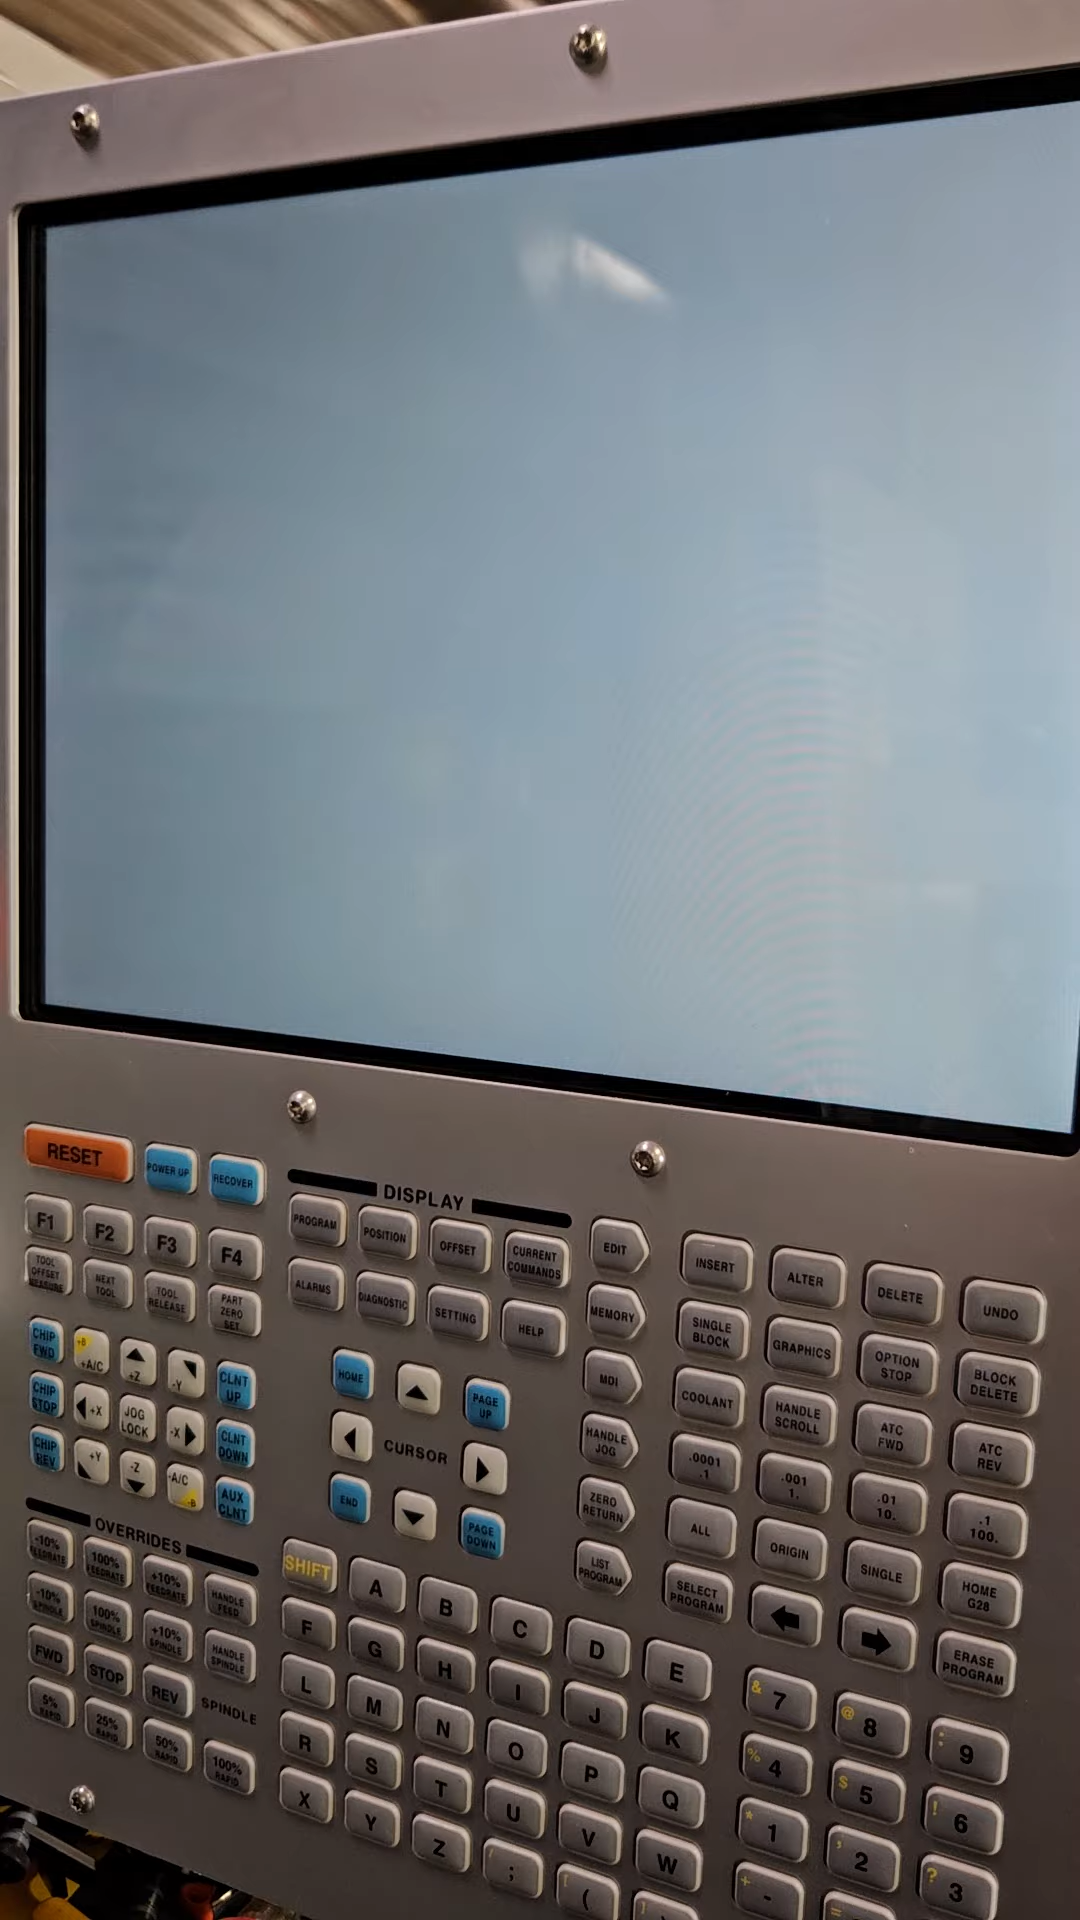 RESET
POWER UP
RECOVER
F1
F2
F3
F4
TOOL
OFFSET
MEASURE
NEXT
TOOL
TOOL
RELEASE
PART
ZERO
SET
CHIP
FWD
+B
+A/C
+Z
-Y
CLNT
UP
CHIP
STOP
+X
JOG
LOCK
-X
CLNT
DOWN
CHIP
REV
+Y
-Z
-A/C
-B
AUX
CLNT
OVERRIDES
-10%
FEEDRATE
100%
FEEDRATE
+10%
FEEDRATE
HANDLE
FEED
-10%
SPINDLE
100%
SPINDLE
+10%
SPINDLE
HANDLE
SPINDLE
FWD
STOP
REV
SPINDLE
5%
RAPID
25%
RAPID
50%
RAPID
100%
RAPID
DISPLAY
PROGRAM
POSITION
OFFSET
CURRENT
COMMANDS
ALARMS
DIAGNOSTIC
SETTING
HELP
HOME
PAGE
UP
CURSOR
END
PAGE
DOWN
EDIT
INSERT
ALTER
DELETE
UNDO
MEMORY
SINGLE
BLOCK
GRAPHICS
OPTION
STOP
BLOCK
DELETE
MDI
COOLANT
HANDLE
SCROLL
ATC
FWD
ATC
REV
HANDLE
JOG
.0001
.1
.001
1.
.01
10.
.1
100.
ZERO
RETURN
ALL
ORIGIN
SINGLE
HOME
G28
LIST
PROGRAM
SELECT
PROGRAM
ERASE
PROGRAM
SHIFT
A
B
C
D
E
F
G
H
I
J
K
L
M
N
O
P
Q
R
S
T
U
V
W
X
Y
Z
;
[ (
& 7
@ 8
: 9
% 4
$ 5
! 6
* 1
, 2
? 3
+ -
=